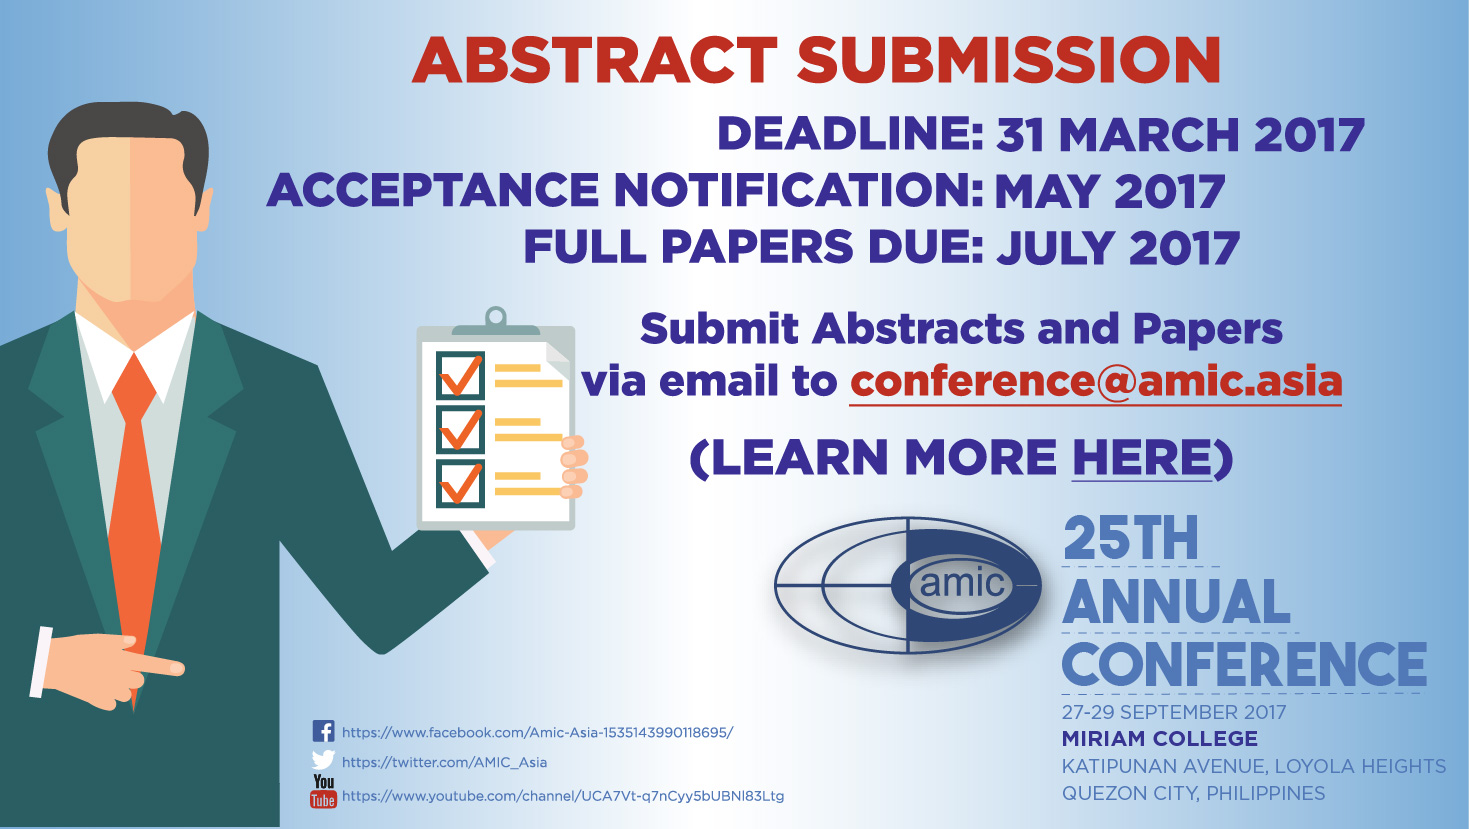 ABSTRACT SUBMISSION
DEADLINE: 31 MARCH 2017
ACCEPTANCE NOTIFICATION: MAY 2017
FULL PAPERS DUE: JULY 2017
Submit Abstracts and Papers
via email to conference@amic.asia
(LEARN MORE HERE)
amic
25TH
ANNUAL
CONFERENCE
27-29 SEPTEMBER 2017
MIRIAM COLLEGE
KATIPUNAN AVENUE, LOYOLA HEIGHTS
QUEZON CITY, PHILIPPINES
https://www.facebook.com/Amic-Asia-1535143990118695/
https://twitter.com/AMIC_Asia
You
Tube
https://www.youtube.com/channel/UCA7Vt-q7nCyy5bUBNl83Ltg